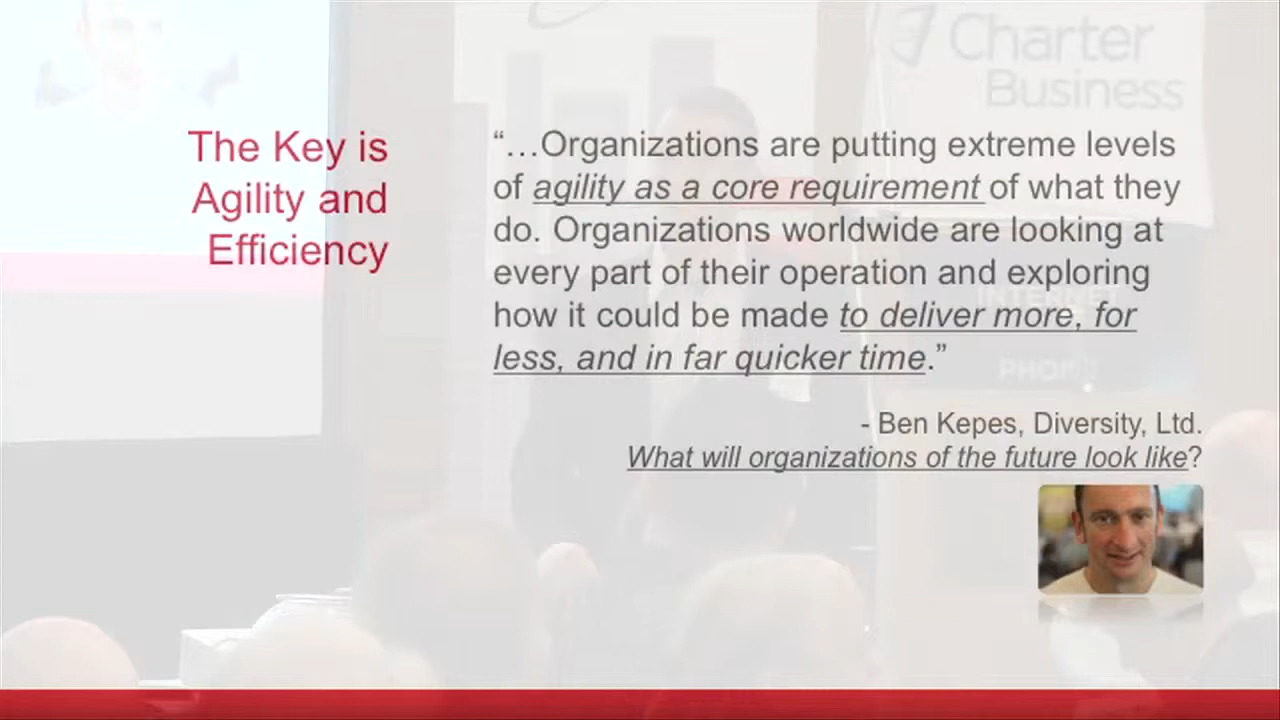 Charter
Business
The Key is
Agility and
Efficiency
“…Organizations are putting extreme levels
of agility as a core requirement of what they
do. Organizations worldwide are looking at
every part of their operation and exploring
how it could be made to deliver more, for
less, and in far quicker time.”
INTERNET
PHONE
- Ben Kepes, Diversity, Ltd.
What will organizations of the future look like?